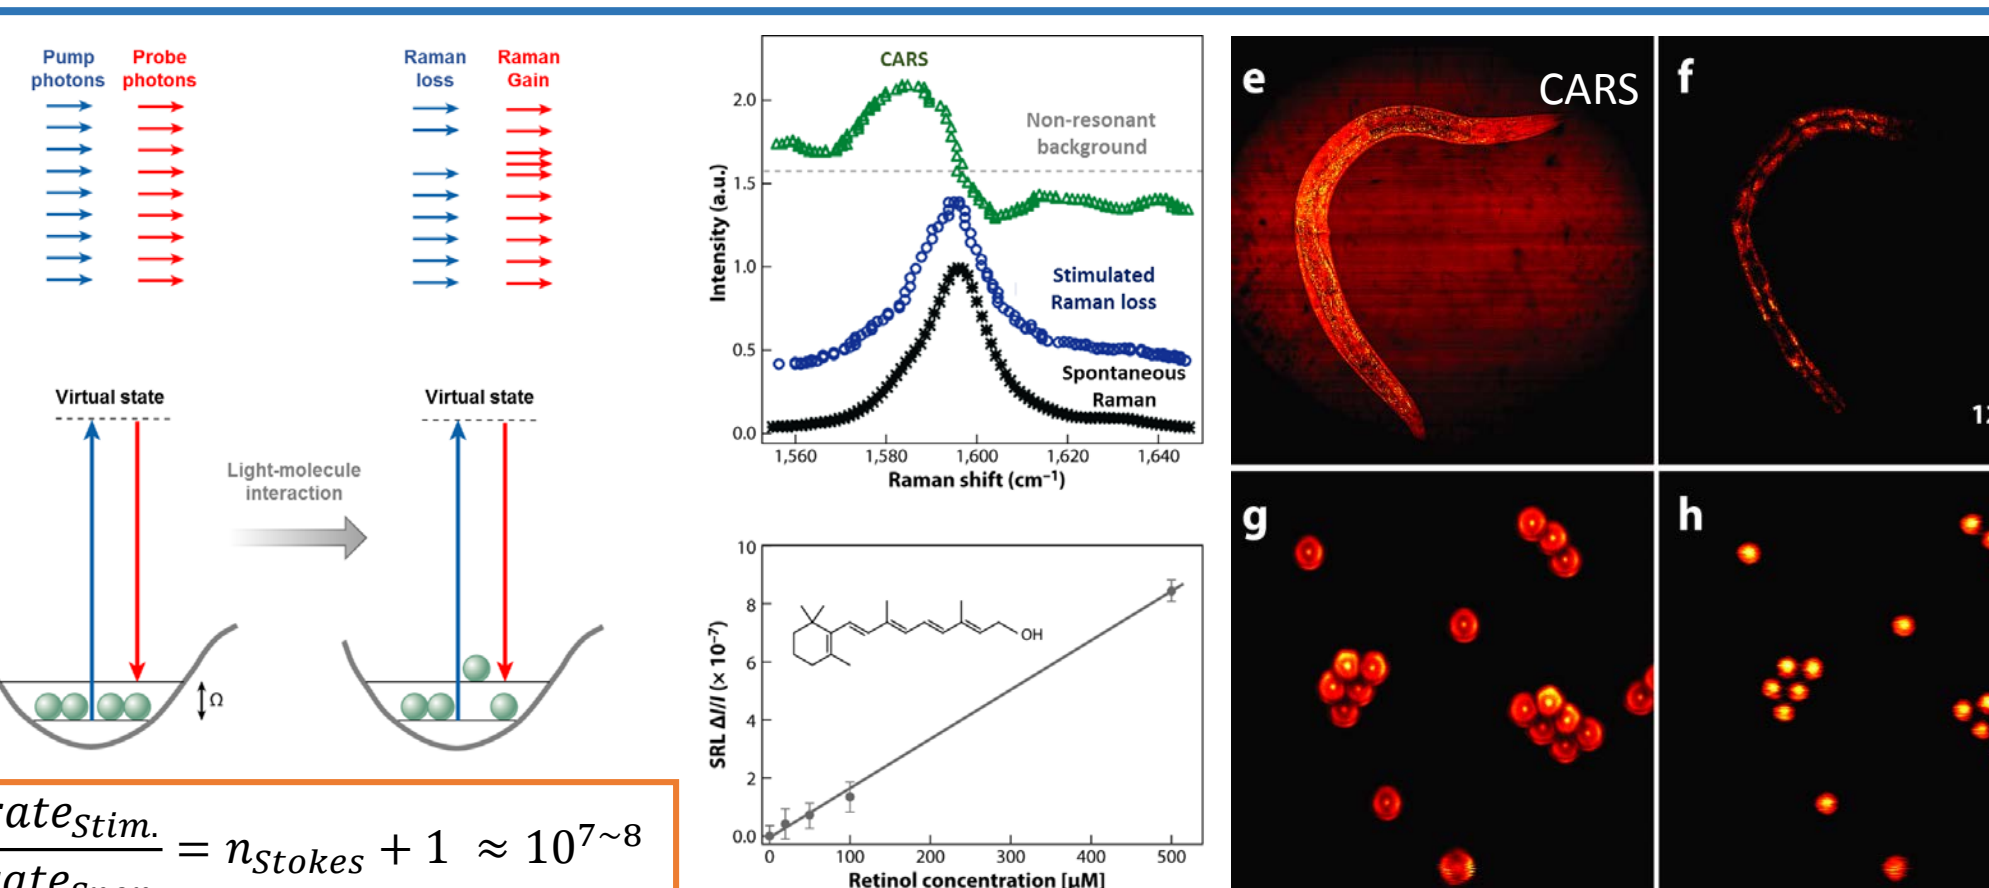 Pump
photons
Probe
photons
Raman
loss
Raman
Gain
Virtual state
Virtual state
Light-molecule
interaction
Ω
rate_Stim.
= n_Stokes + 1 ≈ 10^7~8
CARS
Non-resonant
background
Stimulated
Raman loss
Spontaneous
Raman
Intensity (a.u.)
2.0
1.5
1.0
0.5
0.0
1,560 1,580 1,600 1,620 1,640
Raman shift (cm⁻¹)
SRL ΔI/I (× 10⁻⁷)
10
8
6
4
2
0.0
OH
0 100 200 300 400 500
Retinol concentration [μM]
e
CARS
f
g
h